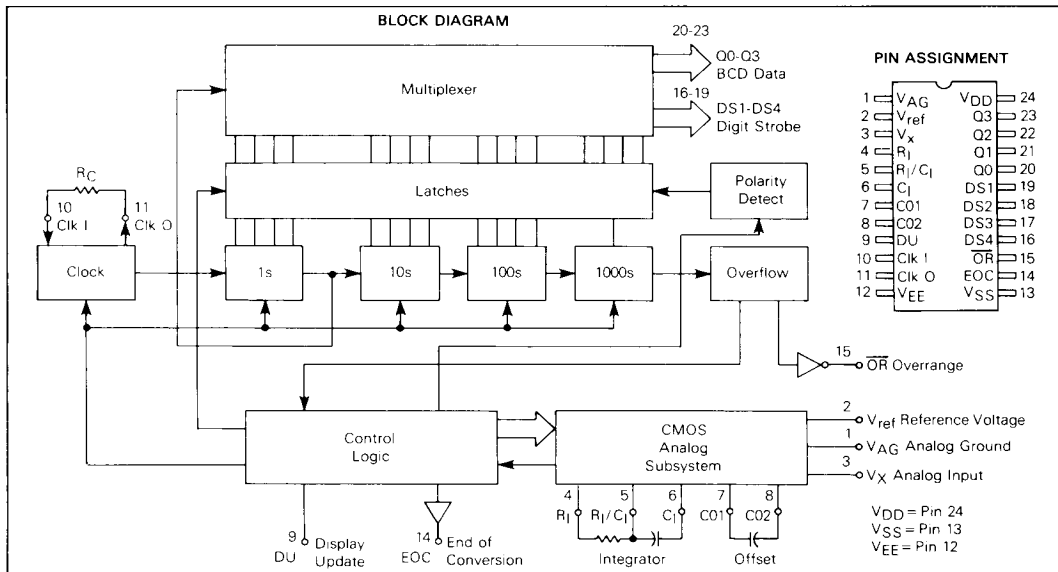 BLOCK DIAGRAM
20-23
Q0-Q3
BCD Data
16-19
DS1-DS4
Digit Strobe
Multiplexer
Latches
Polarity
Detect
RC
10
Clk I
11
Clk O
Clock
1s
10s
100s
1000s
Overflow
15
OR Overrange
Control
Logic
CMOS
Analog
Subsystem
2
Vref Reference Voltage
1
VAG Analog Ground
3
VX Analog Input
4
RI
5
RI/CI
6
CI
7
C01
8
C02
Integrator
Offset
9
DU
Display
Update
14
EOC
End of
Conversion
VDD = Pin 24
VSS = Pin 13
VEE = Pin 12
PIN ASSIGNMENT
1 VAG VDD 24
2 Vref Q3 23
3 Vx Q2 22
4 RI Q1 21
5 RI/CI Q0 20
6 CI DS1 19
7 C01 DS2 18
8 C02 DS3 17
9 DU DS4 16
10 Clk I OR 15
11 Clk O EOC 14
12 VEE VSS 13